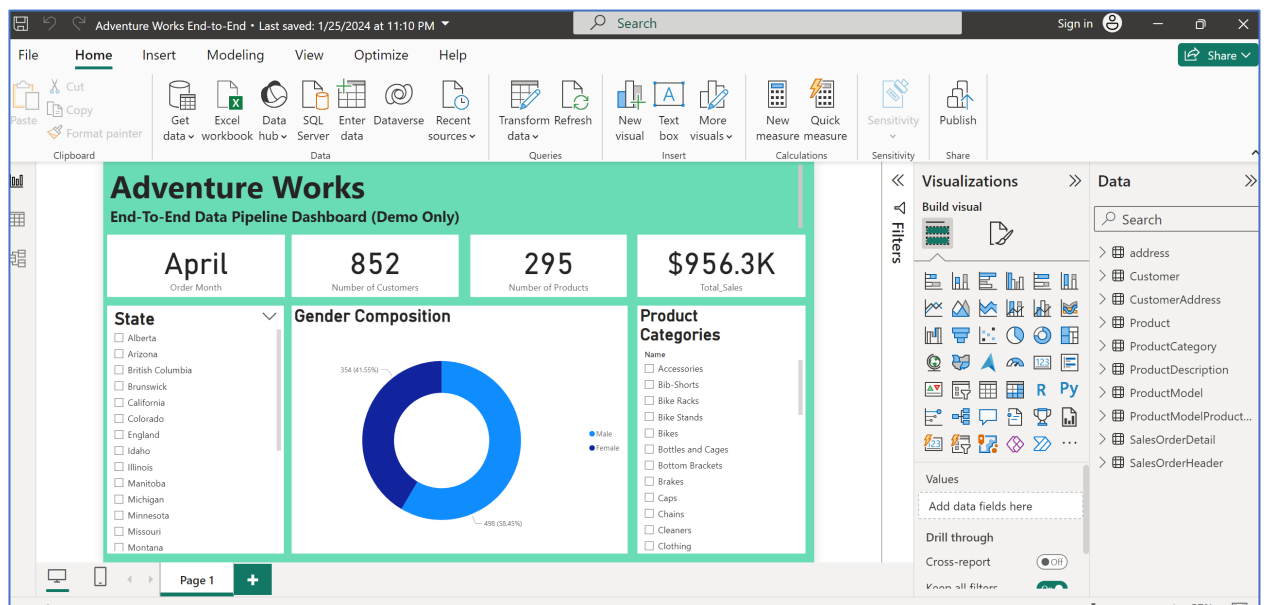 Adventure Works End-to-End • Last saved: 1/25/2024 at 11:10 PM
Search
Sign in
File Home Insert Modeling View Optimize Help
Share
Paste
Cut
Copy
Format painter
Clipboard
Get data
Excel workbook
Data hub
SQL Server
Enter data
Dataverse
Recent sources
Data
Transform data
Refresh
Queries
New visual
Text box
More visuals
Insert
New measure
Quick measure
Calculations
Sensitivity
Sensitivity
Publish
Share
Adventure Works
End-To-End Data Pipeline Dashboard (Demo Only)
April
Order Month
852
Number of Customers
295
Number of Products
$956.3K
Total_Sales
State
Alberta
Arizona
British Columbia
Brunswick
California
Colorado
England
Idaho
Illinois
Manitoba
Michigan
Minnesota
Missouri
Montana
Gender Composition
354 (41.55%)
498 (58.45%)
Male
Female
Product
Categories
Name
Accessories
Bib-Shorts
Bike Racks
Bike Stands
Bikes
Bottles and Cages
Bottom Brackets
Brakes
Caps
Chains
Cleaners
Clothing
Filters
Visualizations
Build visual
123
R
Py
123
Values
Add data fields here
Drill through
Cross-report
Off
Keep all filters
On
Data
Search
address
Customer
CustomerAddress
Product
ProductCategory
ProductDescription
ProductModel
ProductModelProduct...
SalesOrderDetail
SalesOrderHeader
Page 1